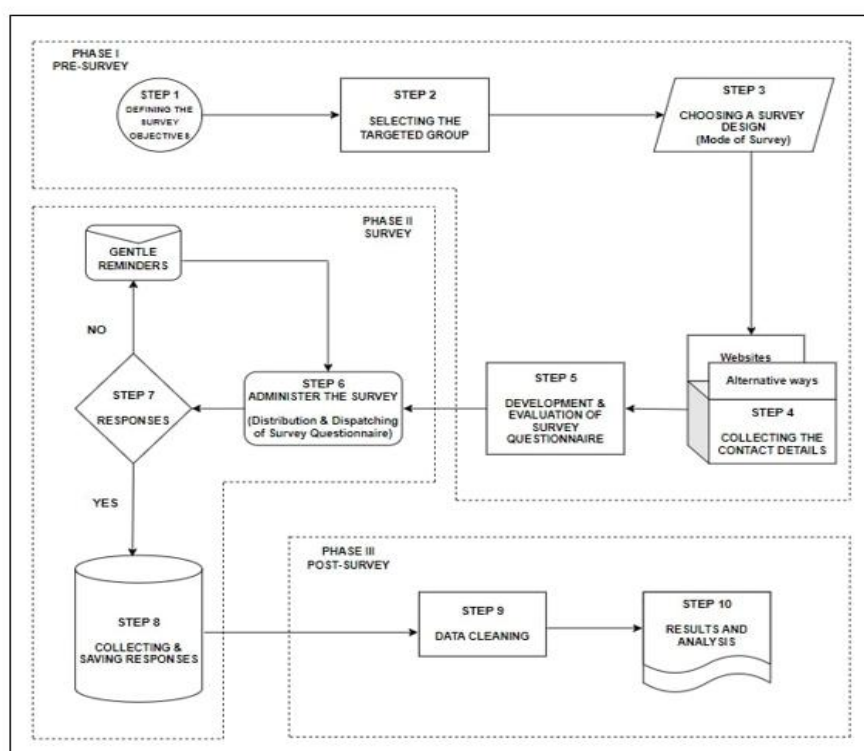 PHASE I
PRE-SURVEY
STEP 1
DEFINING THE
SURVEY
OBJECTIVES
STEP 2
SELECTING THE
TARGETED GROUP
STEP 3
CHOOSING A SURVEY
DESIGN
(Mode of Survey)
Websites
Alternative ways
STEP 4
COLLECTING THE
CONTACT DETAILS
STEP 5
DEVELOPMENT &
EVALUATION OF
SURVEY
QUESTIONNAIRE
PHASE II
SURVEY
STEP 6
ADMINISTER THE SURVEY
(Distribution & Dispatching
of Survey Questionnaire)
STEP 7
RESPONSES
NO
GENTLE
REMINDERS
YES
STEP 8
COLLECTING &
SAVING RESPONSES
PHASE III
POST-SURVEY
STEP 9
DATA CLEANING
STEP 10
RESULTS AND
ANALYSIS